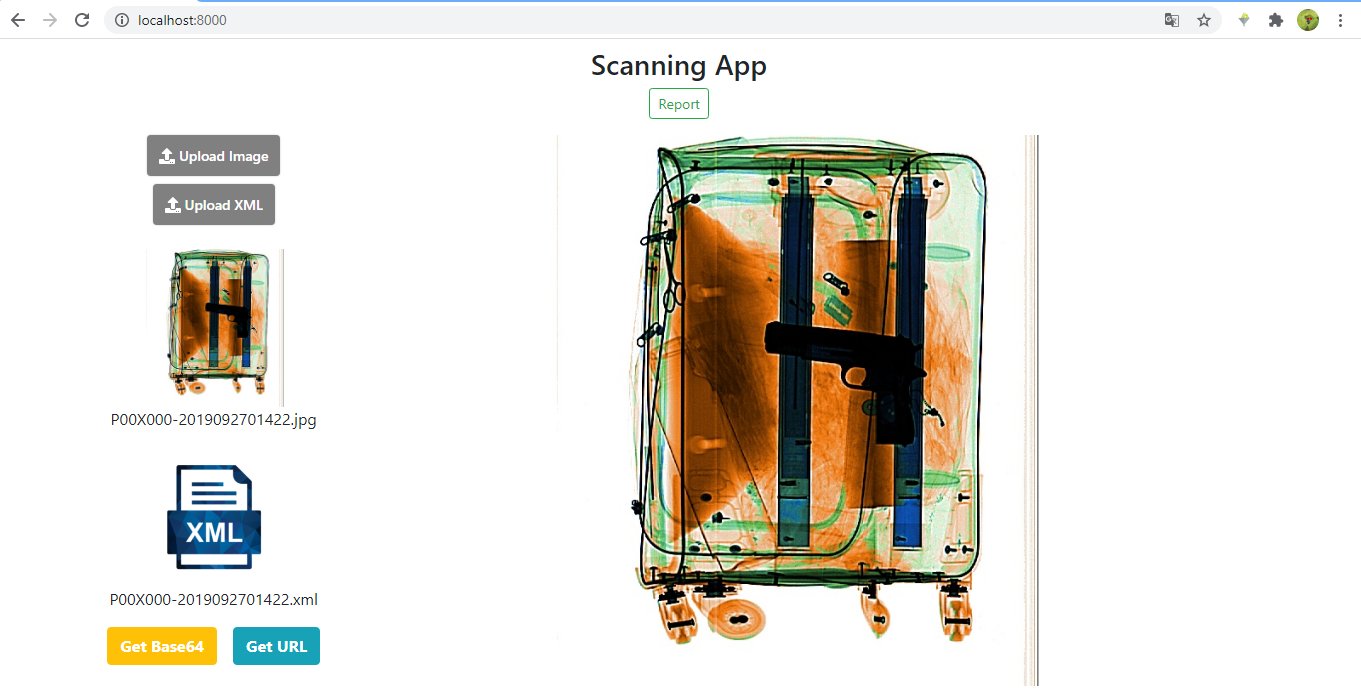 localhost:8000
Scanning App
Report
Upload Image
Upload XML
P00X000-2019092701422.jpg
XML
P00X000-2019092701422.xml
Get Base64
Get URL